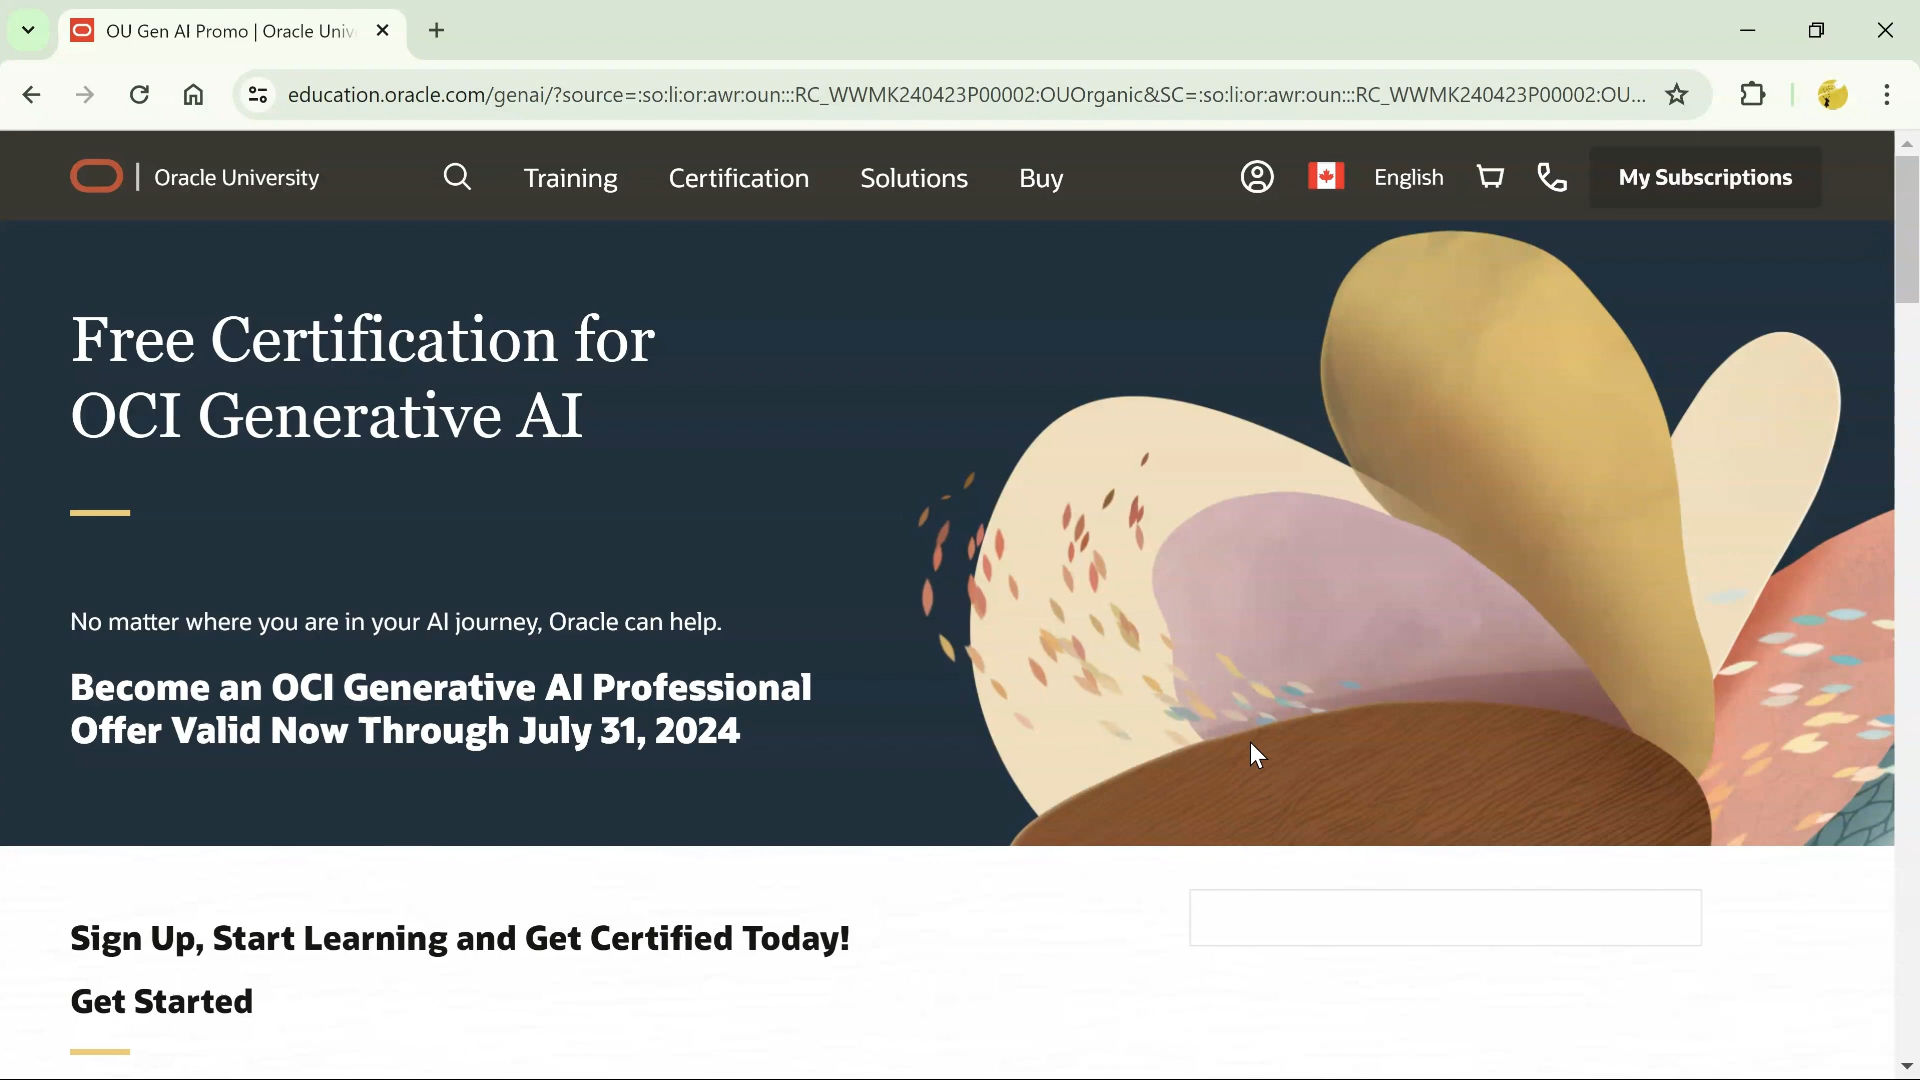 OU Gen AI Promo | Oracle Univ
education.oracle.com/genai/?source=:so:li:or:awr:oun:::RC_WWMK240423P00002:OUOrganic&SC=:so:li:or:awr:oun:::RC_WWMK240423P00002:OU...
Oracle University
Training
Certification
Solutions
Buy
English
My Subscriptions
Free Certification for
OCI Generative AI
No matter where you are in your AI journey, Oracle can help.
Become an OCI Generative AI Professional
Offer Valid Now Through July 31, 2024
Sign Up, Start Learning and Get Certified Today!
Get Started